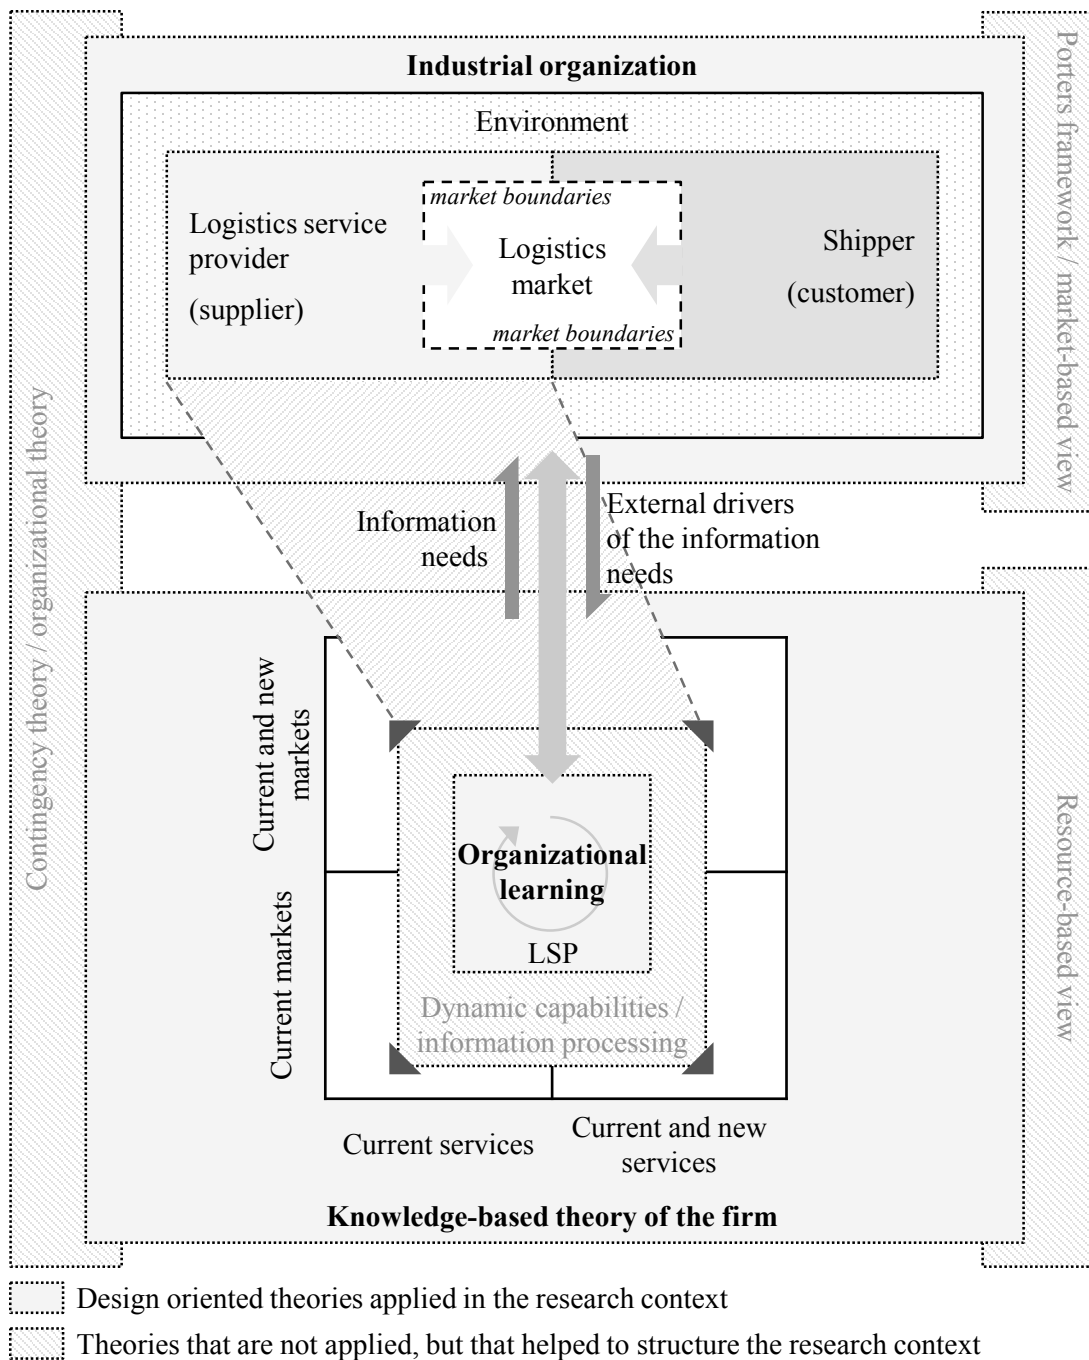 Industrial organization
Environment
market boundaries
Logistics service
provider
(supplier)
Logistics
market
Shipper
(customer)
market boundaries
Porters framework / market-based view
Contingency theory / organizational theory
Information
needs
External drivers
of the information
needs
Current and new
markets
Current markets
Organizational
learning
LSP
Dynamic capabilities /
information processing
Resource-based view
Current services
Current and new
services
Knowledge-based theory of the firm
Design oriented theories applied in the research context
Theories that are not applied, but that helped to structure the research context